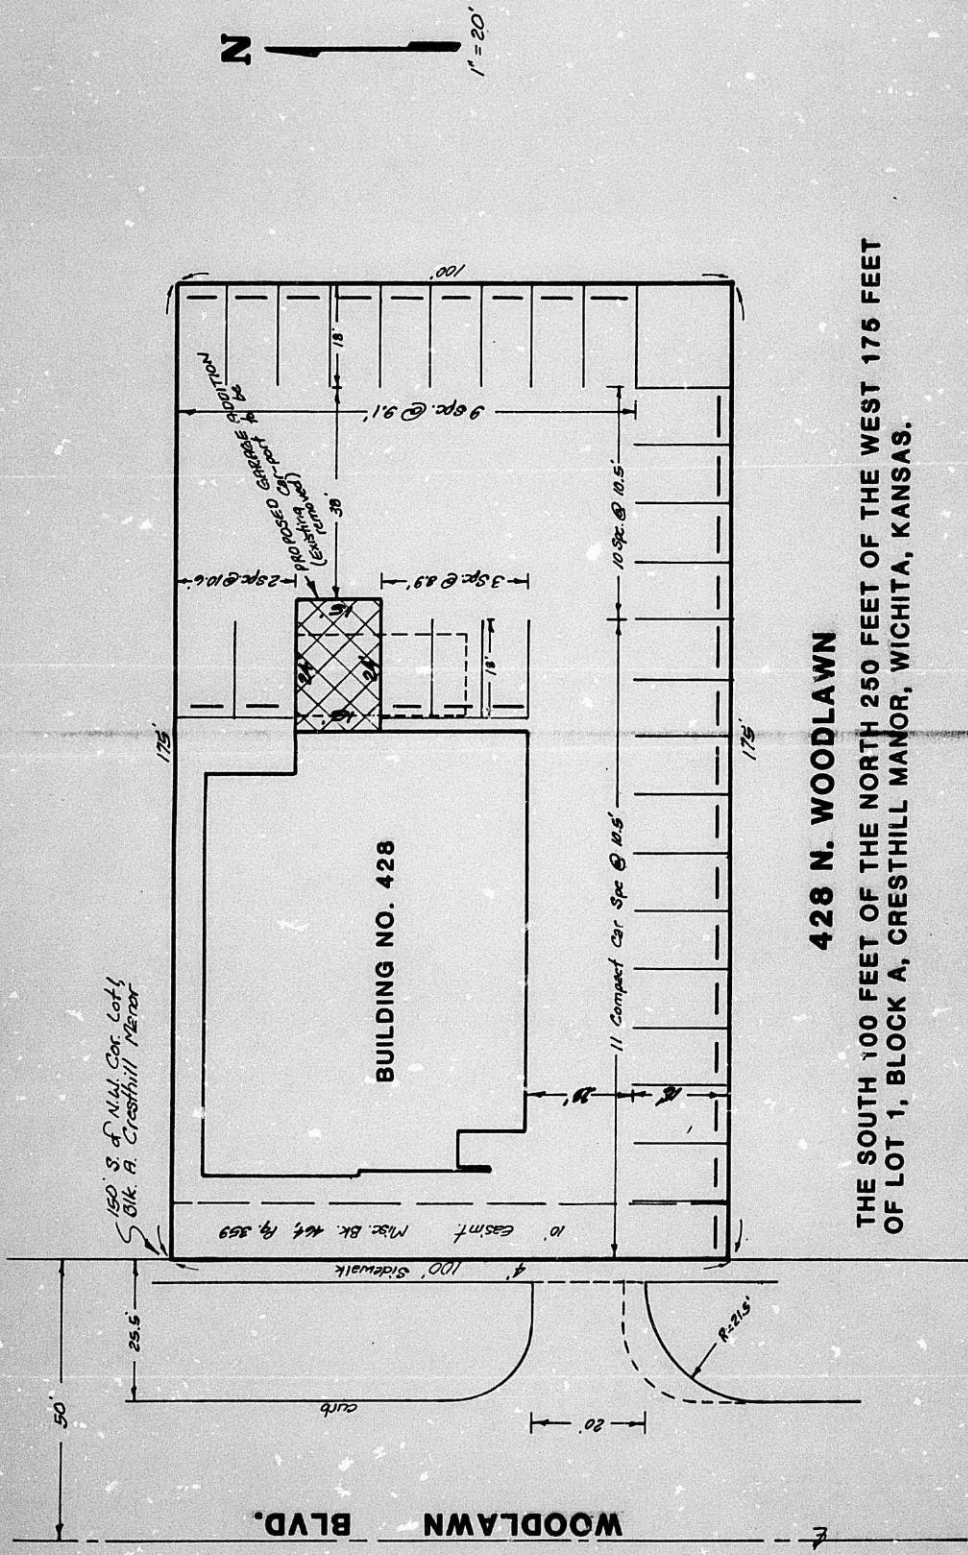 N
1" = 20'
150' S. of N.W. Cor. Lot 1,
Blk. A. Cresthill Manor
175'
100'
PROPOSED GARAGE ADDITION
(Existing Car-port to be
removed)
2 Spc. @ 10.6'
9 Spc. @ 9.1'
18'
38'
24'
24'
3 Spc. @ 8.9'
18'
10 Spc. @ 10.5'
11 Compact Car Spc @ 10.5'
BUILDING NO. 428
20'
10' Easmt. Misc. Bk. 464, Pg. 359
4' Sidewalk
100'
50'
25.5'
curb
20'
R=21.5'
175'
WOODLAWN BLVD.
428 N. WOODLAWN
THE SOUTH 100 FEET OF THE NORTH 250 FEET OF THE WEST 175 FEET
OF LOT 1, BLOCK A, CRESTHILL MANOR, WICHITA, KANSAS.